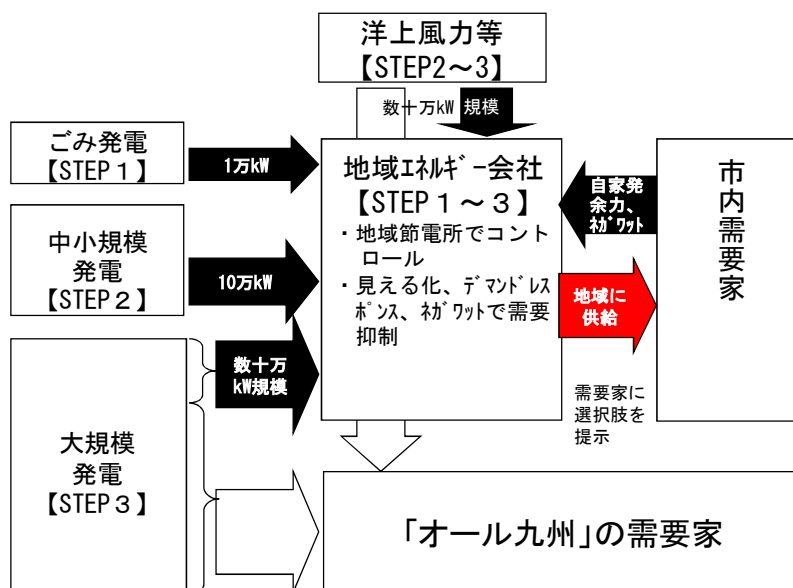 洋上風力等
【STEP2~3】
数十万kW 規模
ごみ発電
【STEP1】
1万kW
地域エネルギー会社
【STEP1~3】
・地域節電所でコント
ロール
・見える化、デマンドレス
ポンス、ネガワットで需要
抑制
自家発
余力、
ネガワット
市内需要家
中小規模
発電
【STEP2】
10万kW
地域に
供給
数十万
kW規模
需要家に
選択肢を
提示
大規模
発電
【STEP3】
「オール九州」の需要家